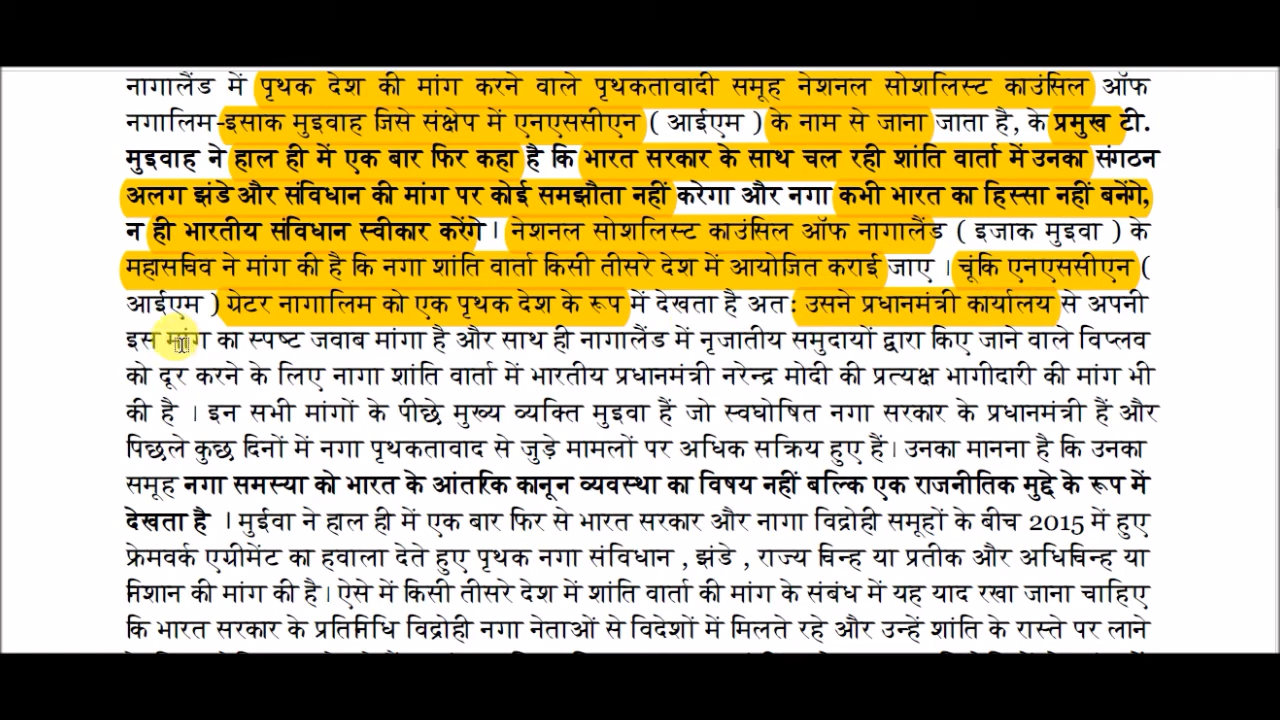 नागालैंड में पृथक देश की मांग करने वाले पृथकतावादी समूह नेशनल सोशलिस्ट काउंसिल ऑफ
नगालिम-इसाक मुइवाह जिसे संक्षेप में एनएससीएन ( आईएम ) के नाम से जाना जाता है, के प्रमुख टी.
मुइवाह ने हाल ही में एक बार फिर कहा है कि भारत सरकार के साथ चल रही शांति वार्ता में उनका संगठन
अलग झंडे और संविधान की मांग पर कोई समझौता नहीं करेगा और नगा कभी भारत का हिस्सा नहीं बनेंगे,
न ही भारतीय संविधान स्वीकार करेंगे । नेशनल सोशलिस्ट काउंसिल ऑफ नागालैंड ( इजाक मुइवा ) के
महासचिव ने मांग की है कि नगा शांति वार्ता किसी तीसरे देश में आयोजित कराई जाए । चूंकि एनएससीएन (
आईएम ) ग्रेटर नागालिम को एक पृथक देश के रूप में देखता है अत: उसने प्रधानमंत्री कार्यालय से अपनी
इस मांग का स्पष्ट जवाब मांगा है और साथ ही नागालैंड में नृजातीय समुदायों द्वारा किए जाने वाले विप्लव
को दूर करने के लिए नागा शांति वार्ता में भारतीय प्रधानमंत्री नरेन्द्र मोदी की प्रत्यक्ष भागीदारी की मांग भी
की है । इन सभी मांगों के पीछे मुख्य व्यक्ति मुइवा हैं जो स्वघोषित नगा सरकार के प्रधानमंत्री हैं और
पिछले कुछ दिनों में नगा पृथकतावाद से जुड़े मामलों पर अधिक सक्रिय हुए हैं। उनका मानना है कि उनका
समूह नगा समस्या को भारत के आंतरिक कानून व्यवस्था का विषय नहीं बल्कि एक राजनीतिक मुद्दे के रूप में
देखता है । मुईवा ने हाल ही में एक बार फिर से भारत सरकार और नागा विद्रोही समूहों के बीच 2015 में हुए
फ्रेमवर्क एग्रीमेंट का हवाला देते हुए पृथक नगा संविधान , झंडे , राज्य चिन्ह या प्रतीक और अधिचिन्ह या
निशान की मांग की है। ऐसे में किसी तीसरे देश में शांति वार्ता की मांग के संबंध में यह याद रखा जाना चाहिए
कि भारत सरकार के प्रतिनिधि विद्रोही नगा नेताओं से विदेशों में मिलते रहे और उन्हें शांति के रास्ते पर लाने